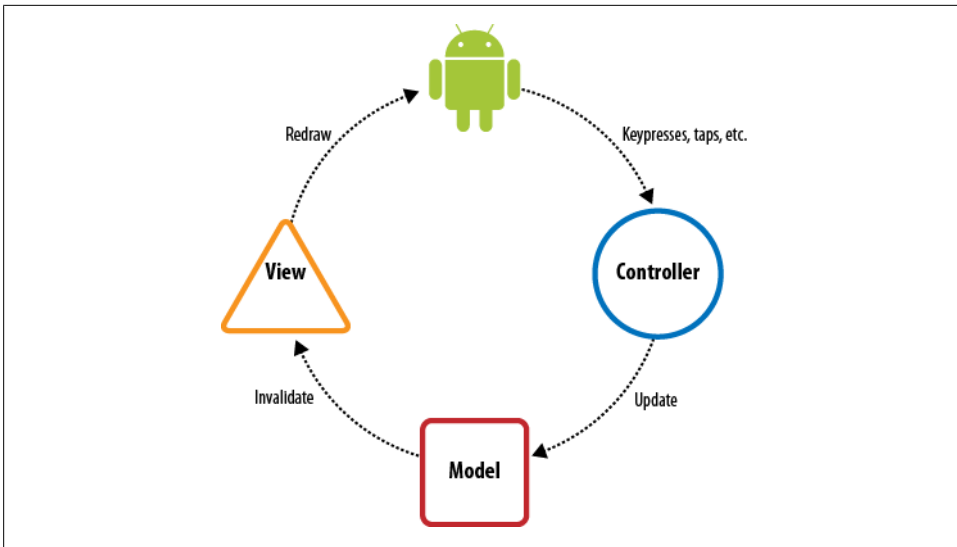 Redraw
Keypresses, taps, etc.
View
Controller
Invalidate
Update
Model